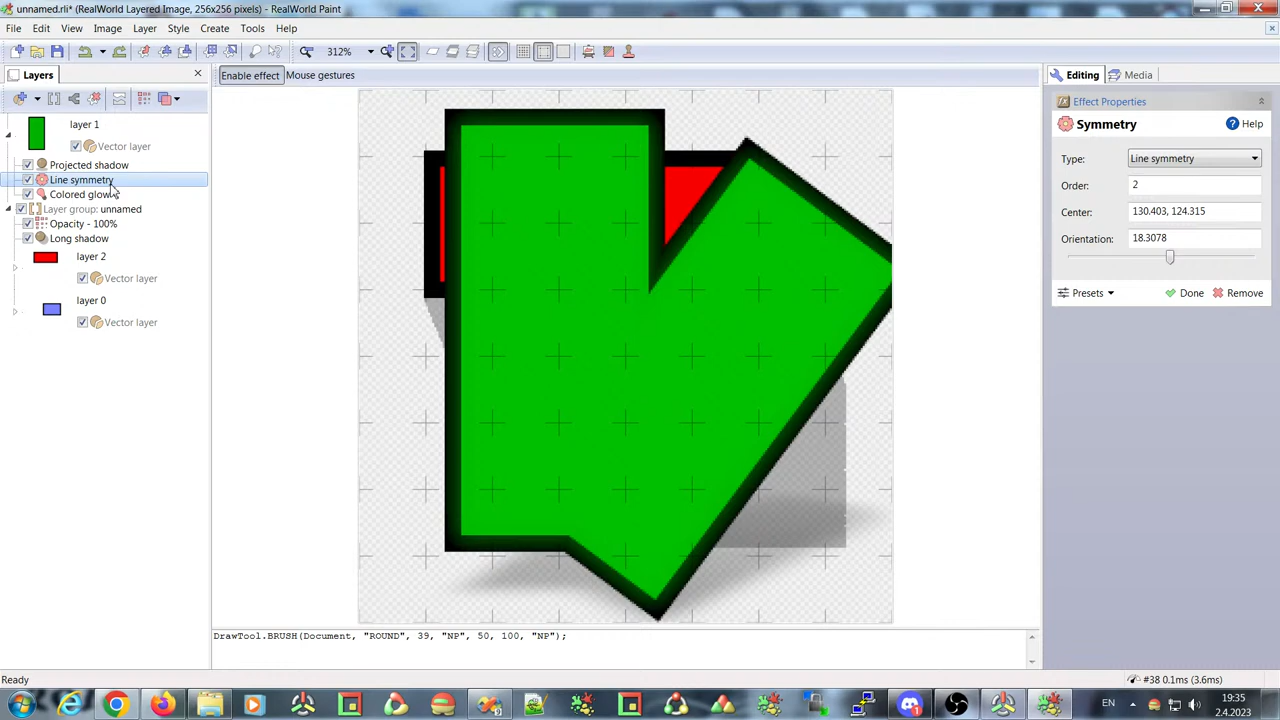 unnamed.rli* (RealWorld Layered Image, 256x256 pixels) - RealWorld Paint
File Edit View Image Layer Style Create Tools Help
312%
Layers
Enable effect Mouse gestures
Editing Media
Effect Properties
layer 1
Symmetry Help
Vector layer
Type: Line symmetry
Projected shadow
Line symmetry
Order: 2
Colored glow
Layer group: unnamed
Center: 130.403, 124.315
Opacity - 100%
Long shadow
Orientation: 18.3078
layer 2
Vector layer
Presets Done Remove
layer 0
Vector layer
DrawTool.BRUSH(Document, "ROUND", 39, "NP", 50, 100, "NP");
Ready
#38 0.1ms (3.6ms)
EN
19:35
2.4.2023